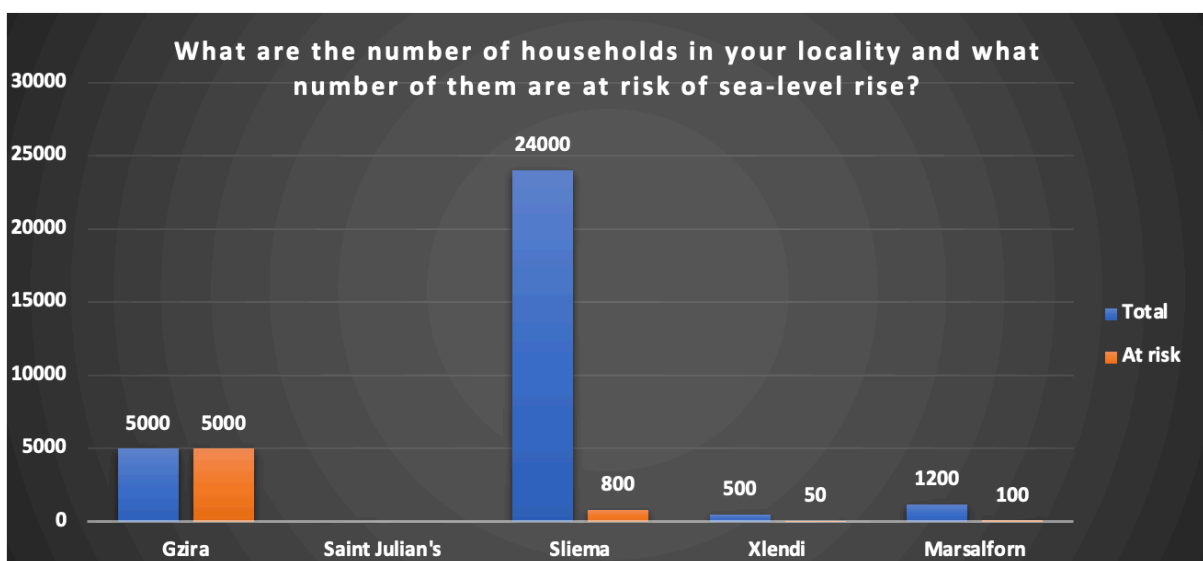 What are the number of households in your locality and what
number of them are at risk of sea-level rise?
30000
25000
20000
15000
10000
5000
0
5000
5000
24000
800
500
50
1200
100
Gzira
Saint Julian's
Sliema
Xlendi
Marsalforn
Total
At risk